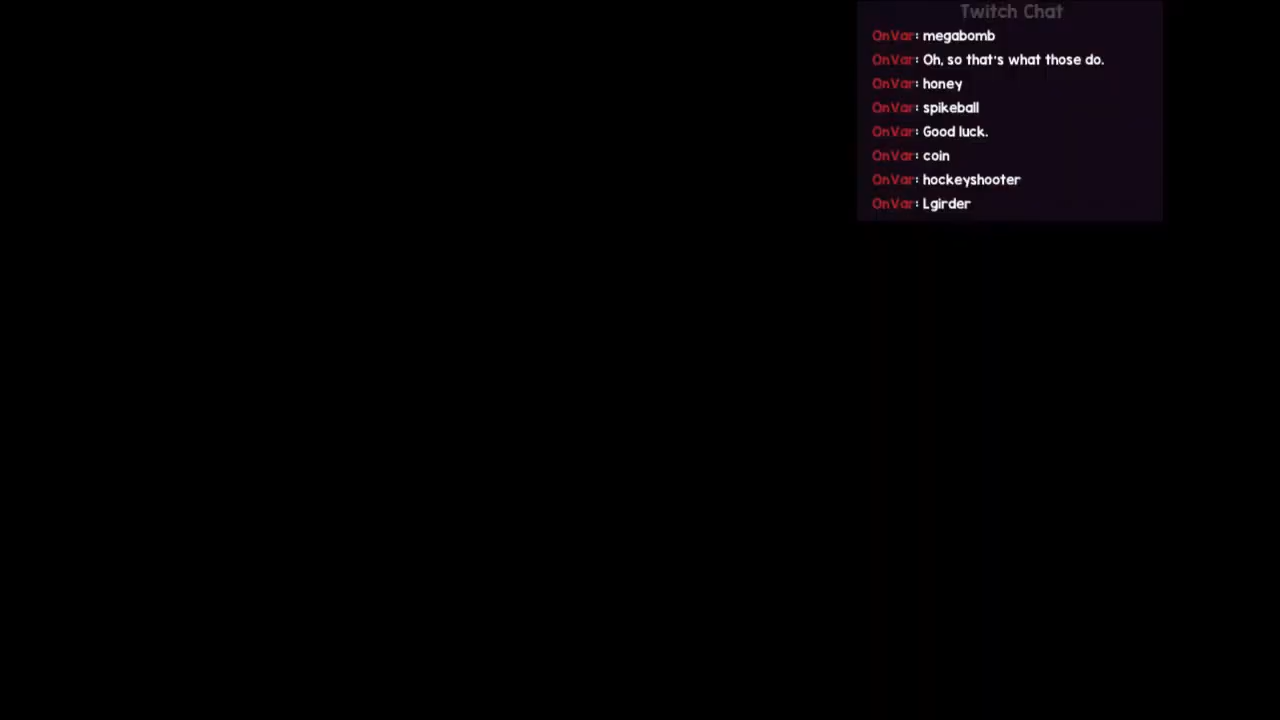 Twitch Chat
OnVar: megabomb
OnVar: Oh, so that's what those do.
OnVar: honey
OnVar: spikeball
OnVar: Good luck.
OnVar: coin
OnVar: hockeyshooter
OnVar: Lgirder